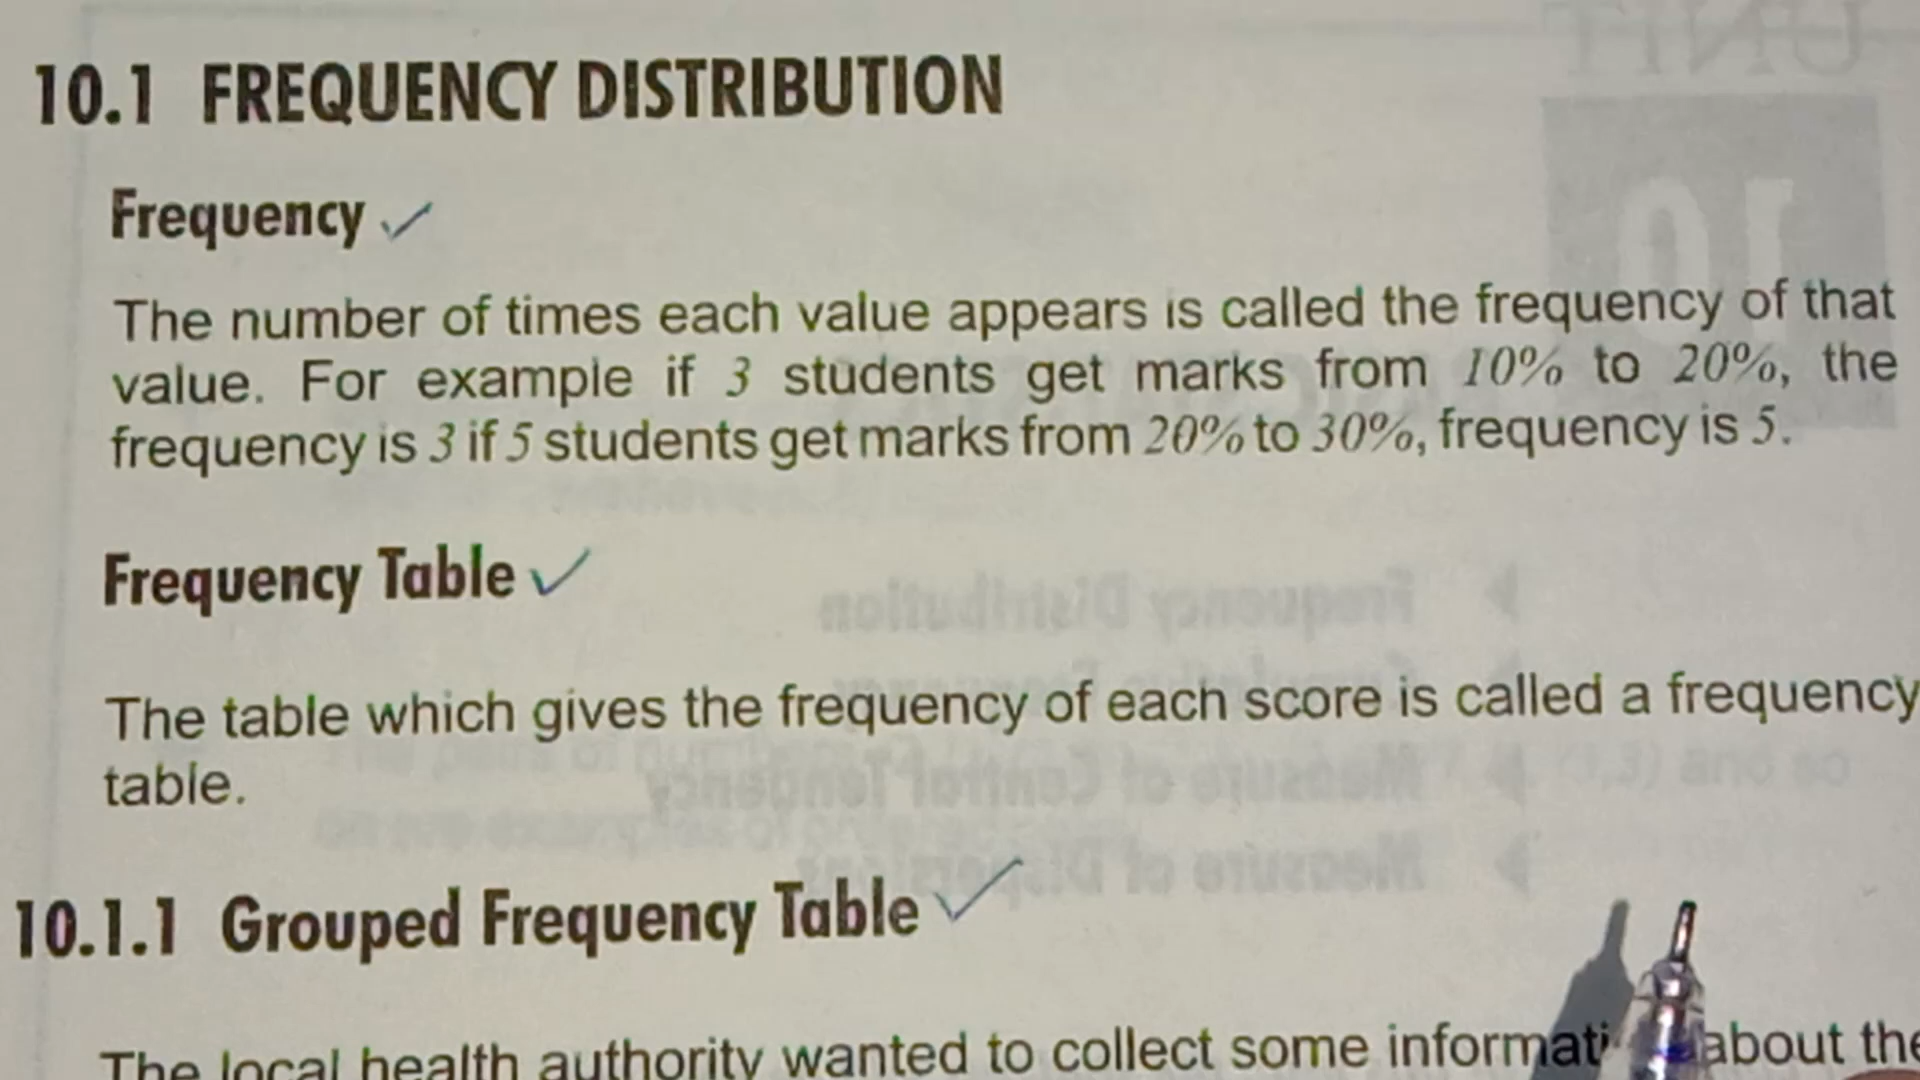 10.1 FREQUENCY DISTRIBUTION
Frequency
The number of times each value appears is called the frequency of that
value. For example if 3 students get marks from 10% to 20%, the
frequency is 3 if 5 students get marks from 20% to 30%, frequency is 5.
Frequency Table
The table which gives the frequency of each score is called a frequency
table.
10.1.1 Grouped Frequency Table
The local health authority wanted to collect some about the